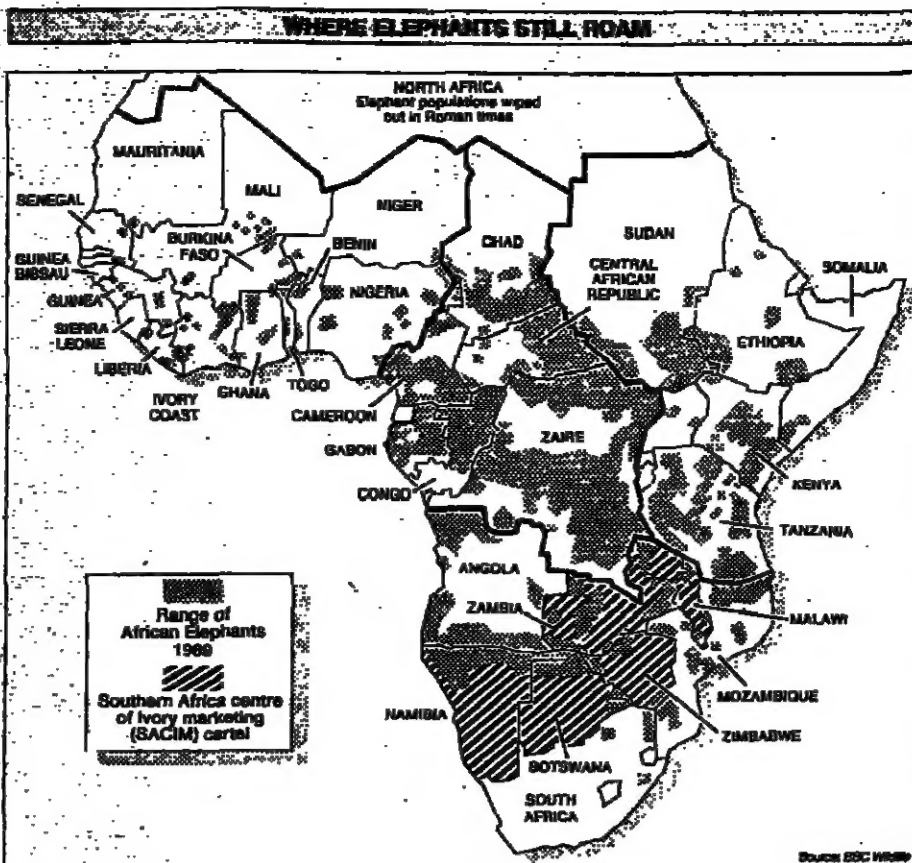 WHERE ELEPHANTS STILL ROAM
NORTH AFRICA
Elephant populations wiped
out in Roman times
MAURITANIA
MALI
NIGER
CHAD
SUDAN
SENEGAL
BURKINA
FASO
BENIN
CENTRAL
AFRICAN
REPUBLIC
SOMALIA
GUINEA
BISSAU
NIGERIA
GUINEA
SIERRA
LEONE
ETHIOPIA
LIBERIA
IVORY
COAST
GHANA
TOGO
CAMEROON
GABON
ZAIRE
CONGO
KENYA
TANZANIA
ANGOLA
ZAMBIA
MALAWI
Range of
African Elephants
1989
Southern Africa centre
of Ivory marketing
(SACIM) cartel
NAMIBIA
MOZAMBIQUE
ZIMBABWE
BOTSWANA
SOUTH
AFRICA
Source: BBC Wildlife